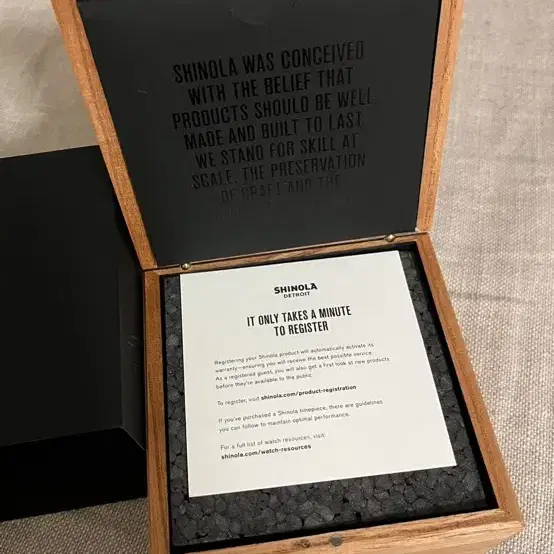 SHINOLA WAS CONCEIVED
WITH THE BELIEF THAT
PRODUCTS SHOULD BE WELL
MADE AND BUILT TO LAST.
WE STAND FOR SKILL AT
SCALE, THE PRESERVATION
OF CRAFT AND THE
SHINOLA
DETROIT
IT ONLY TAKES A MINUTE
TO REGISTER
Registering your Shinola product will automatically activate its
warranty—ensuring you will receive the best possible service.
As a registered guest, you will also get a first look at new products
before they're available to the public.
To register, visit shinola.com/product-registration
If you've purchased a Shinola timepiece, there are guidelines
you can follow to maintain optimal performance.
For a full list of watch resources, visit:
shinola.com/watch-resources